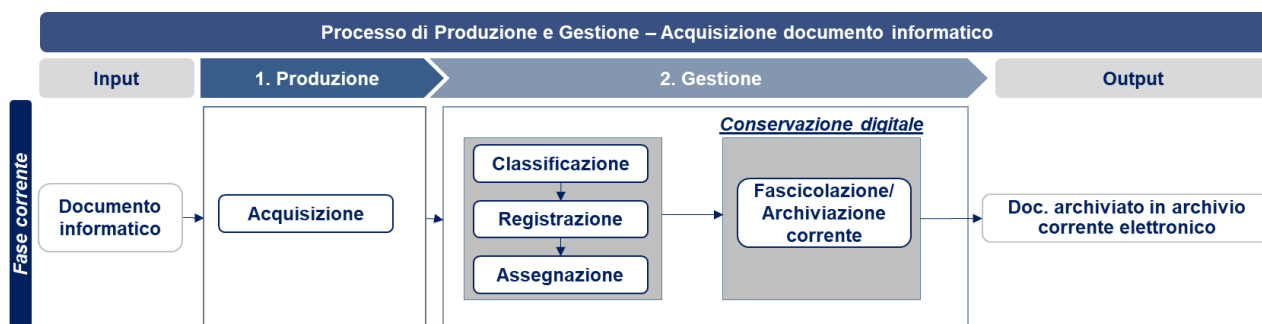 Processo di Produzione e Gestione – Acquisizione documento informatico
Input
1. Produzione
2. Gestione
Output
Fase corrente
Documento
informatico
Acquisizione
Classificazione
Registrazione
Assegnazione
Conservazione digitale
Fascicolazione/
Archiviazione
corrente
Doc. archiviato in archivio
corrente elettronico